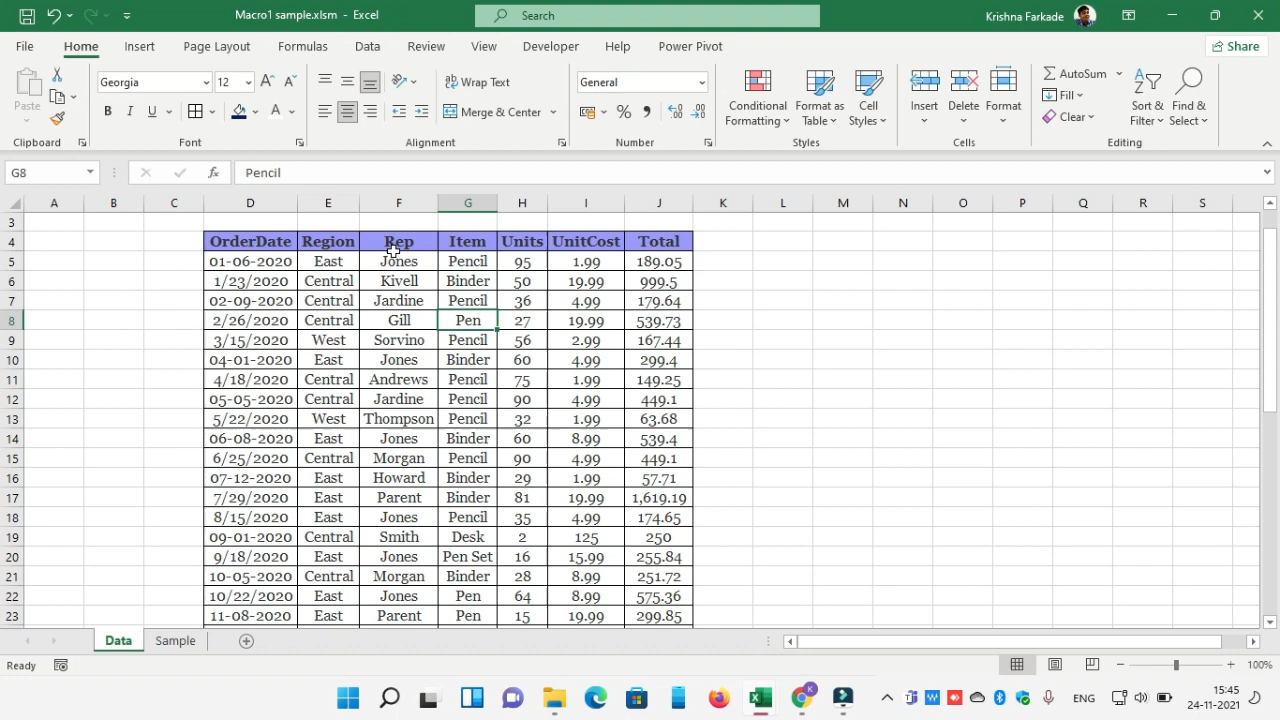 Macro1 sample.xlsm - Excel
Search
Krishna Farkade
File Home Insert Page Layout Formulas Data Review View Developer Help Power Pivot Share
Georgia 12 Wrap Text General AutoSum
Paste Conditional Format as Cell Insert Delete Format Fill Sort & Find &
B I U A Merge & Center % Formatting Table Styles Clear Filter Select
Clipboard Font Alignment Number Styles Cells Editing
G8 fx Pencil
A B C D E F G H I J K L M N O P Q R S
3
4 OrderDate Region Rep Item Units UnitCost Total
5 01-06-2020 East Jones Pencil 95 1.99 189.05
6 1/23/2020 Central Kivell Binder 50 19.99 999.5
7 02-09-2020 Central Jardine Pencil 36 4.99 179.64
8 2/26/2020 Central Gill Pen 27 19.99 539.73
9 3/15/2020 West Sorvino Pencil 56 2.99 167.44
10 04-01-2020 East Jones Binder 60 4.99 299.4
11 4/18/2020 Central Andrews Pencil 75 1.99 149.25
12 05-05-2020 Central Jardine Pencil 90 4.99 449.1
13 5/22/2020 West Thompson Pencil 32 1.99 63.68
14 06-08-2020 East Jones Binder 60 8.99 539.4
15 6/25/2020 Central Morgan Pencil 90 4.99 449.1
16 07-12-2020 East Howard Binder 29 1.99 57.71
17 7/29/2020 East Parent Binder 81 19.99 1,619.19
18 8/15/2020 East Jones Pencil 35 4.99 174.65
19 09-01-2020 Central Smith Desk 2 125 250
20 9/18/2020 East Jones Pen Set 16 15.99 255.84
21 10-05-2020 Central Morgan Binder 28 8.99 251.72
22 10/22/2020 East Jones Pen 64 8.99 575.36
23 11-08-2020 East Parent Pen 15 19.99 299.85
Data Sample
Ready 100%
ENG 15:45
24-11-2021